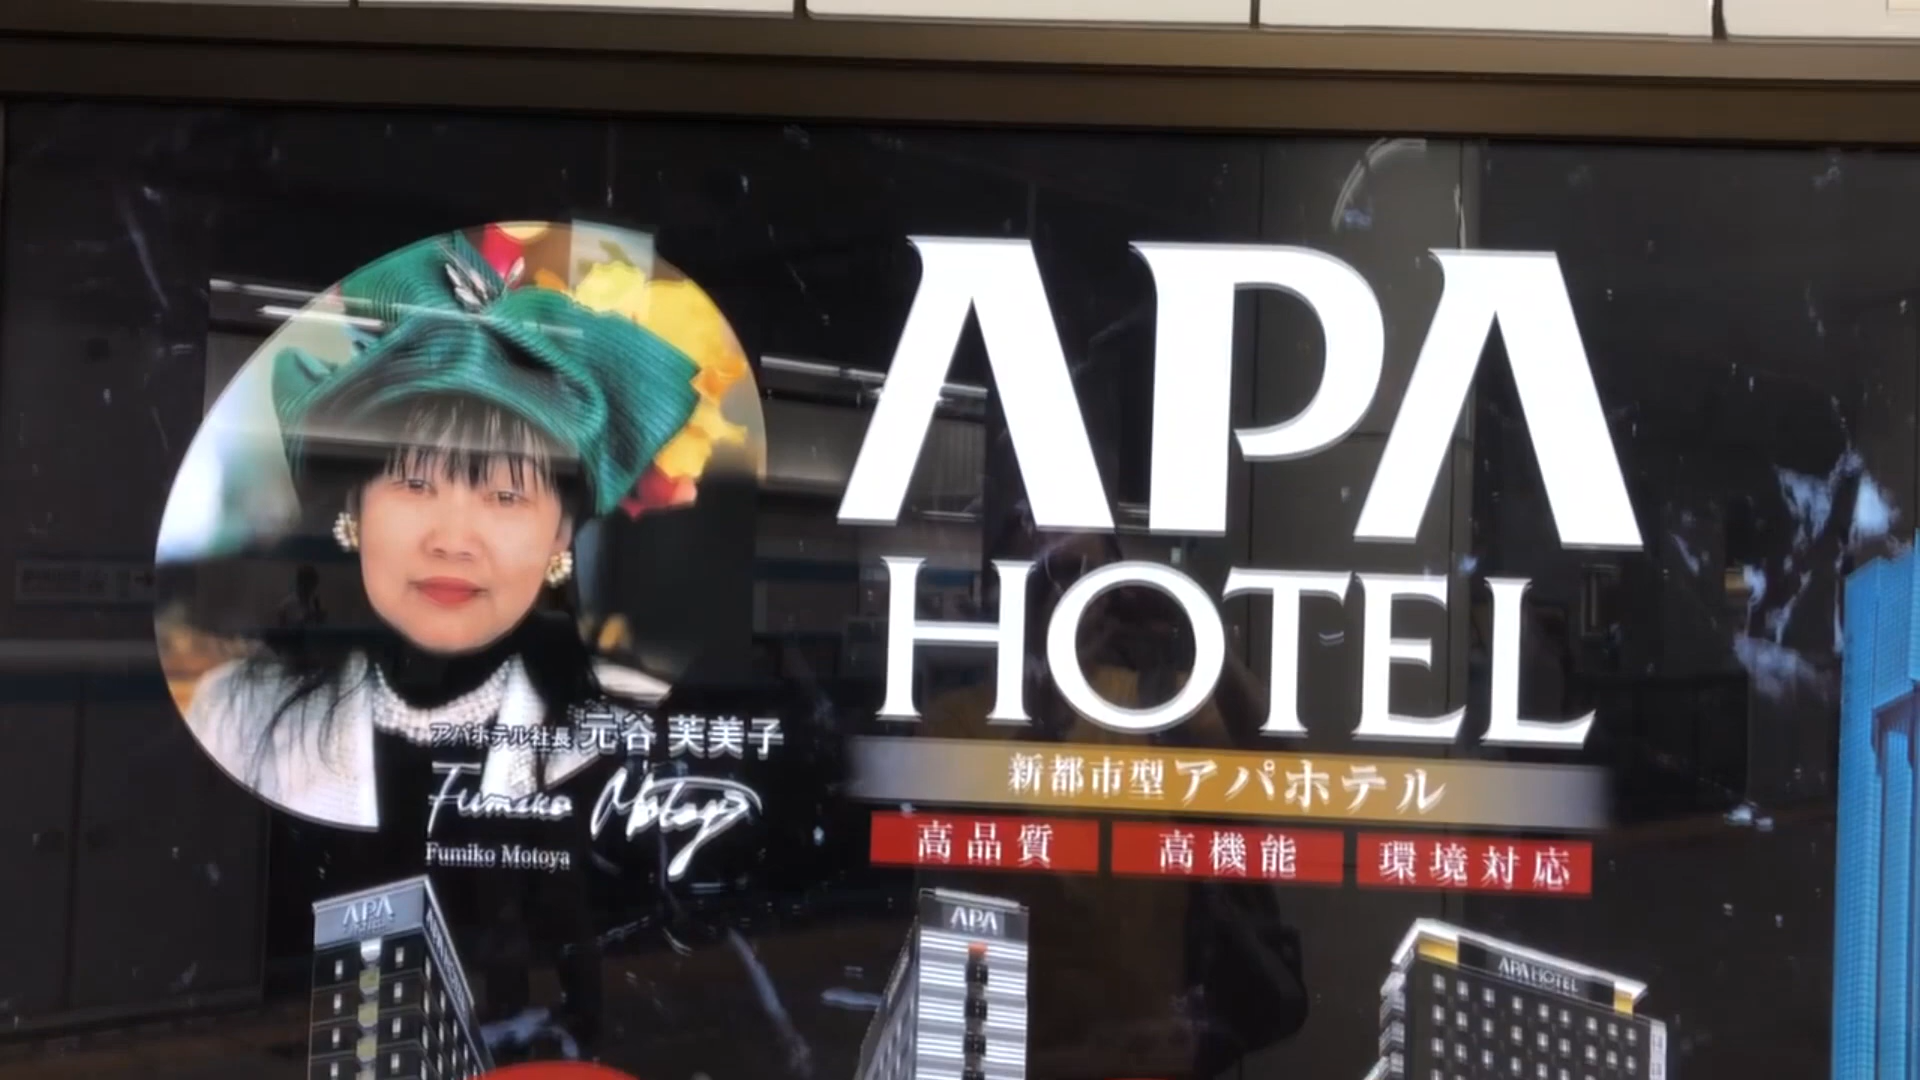 APA
HOTEL
新都市型アパホテル
高品質
高機能
環境対応
アパホテル社長 元谷 芙美子
Fumiko Motoya
Fumiko Motoya
APA
HOTEL
APA
APA HOTEL